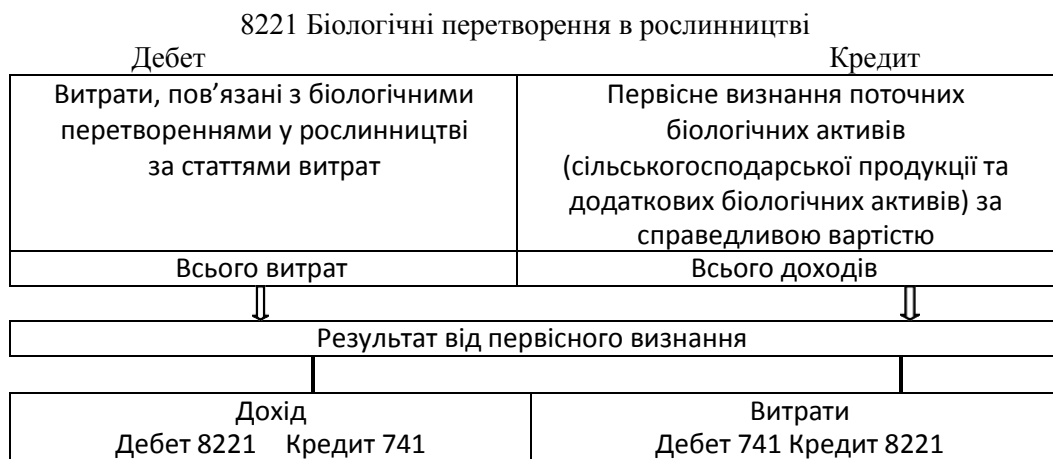 8221 Біологічні перетворення в рослинництві
Дебет Кредит
Витрати, пов’язані з біологічними
перетвореннями у рослинництві
за статтями витрат
Первісне визнання поточних
біологічних активів
(сільськогосподарської продукції та
додаткових біологічних активів) за
справедливою вартістю
Всього витрат
Всього доходів
Результат від первісного визнання
Дохід
Дебет 8221 Кредит 741
Витрати
Дебет 741 Кредит 8221